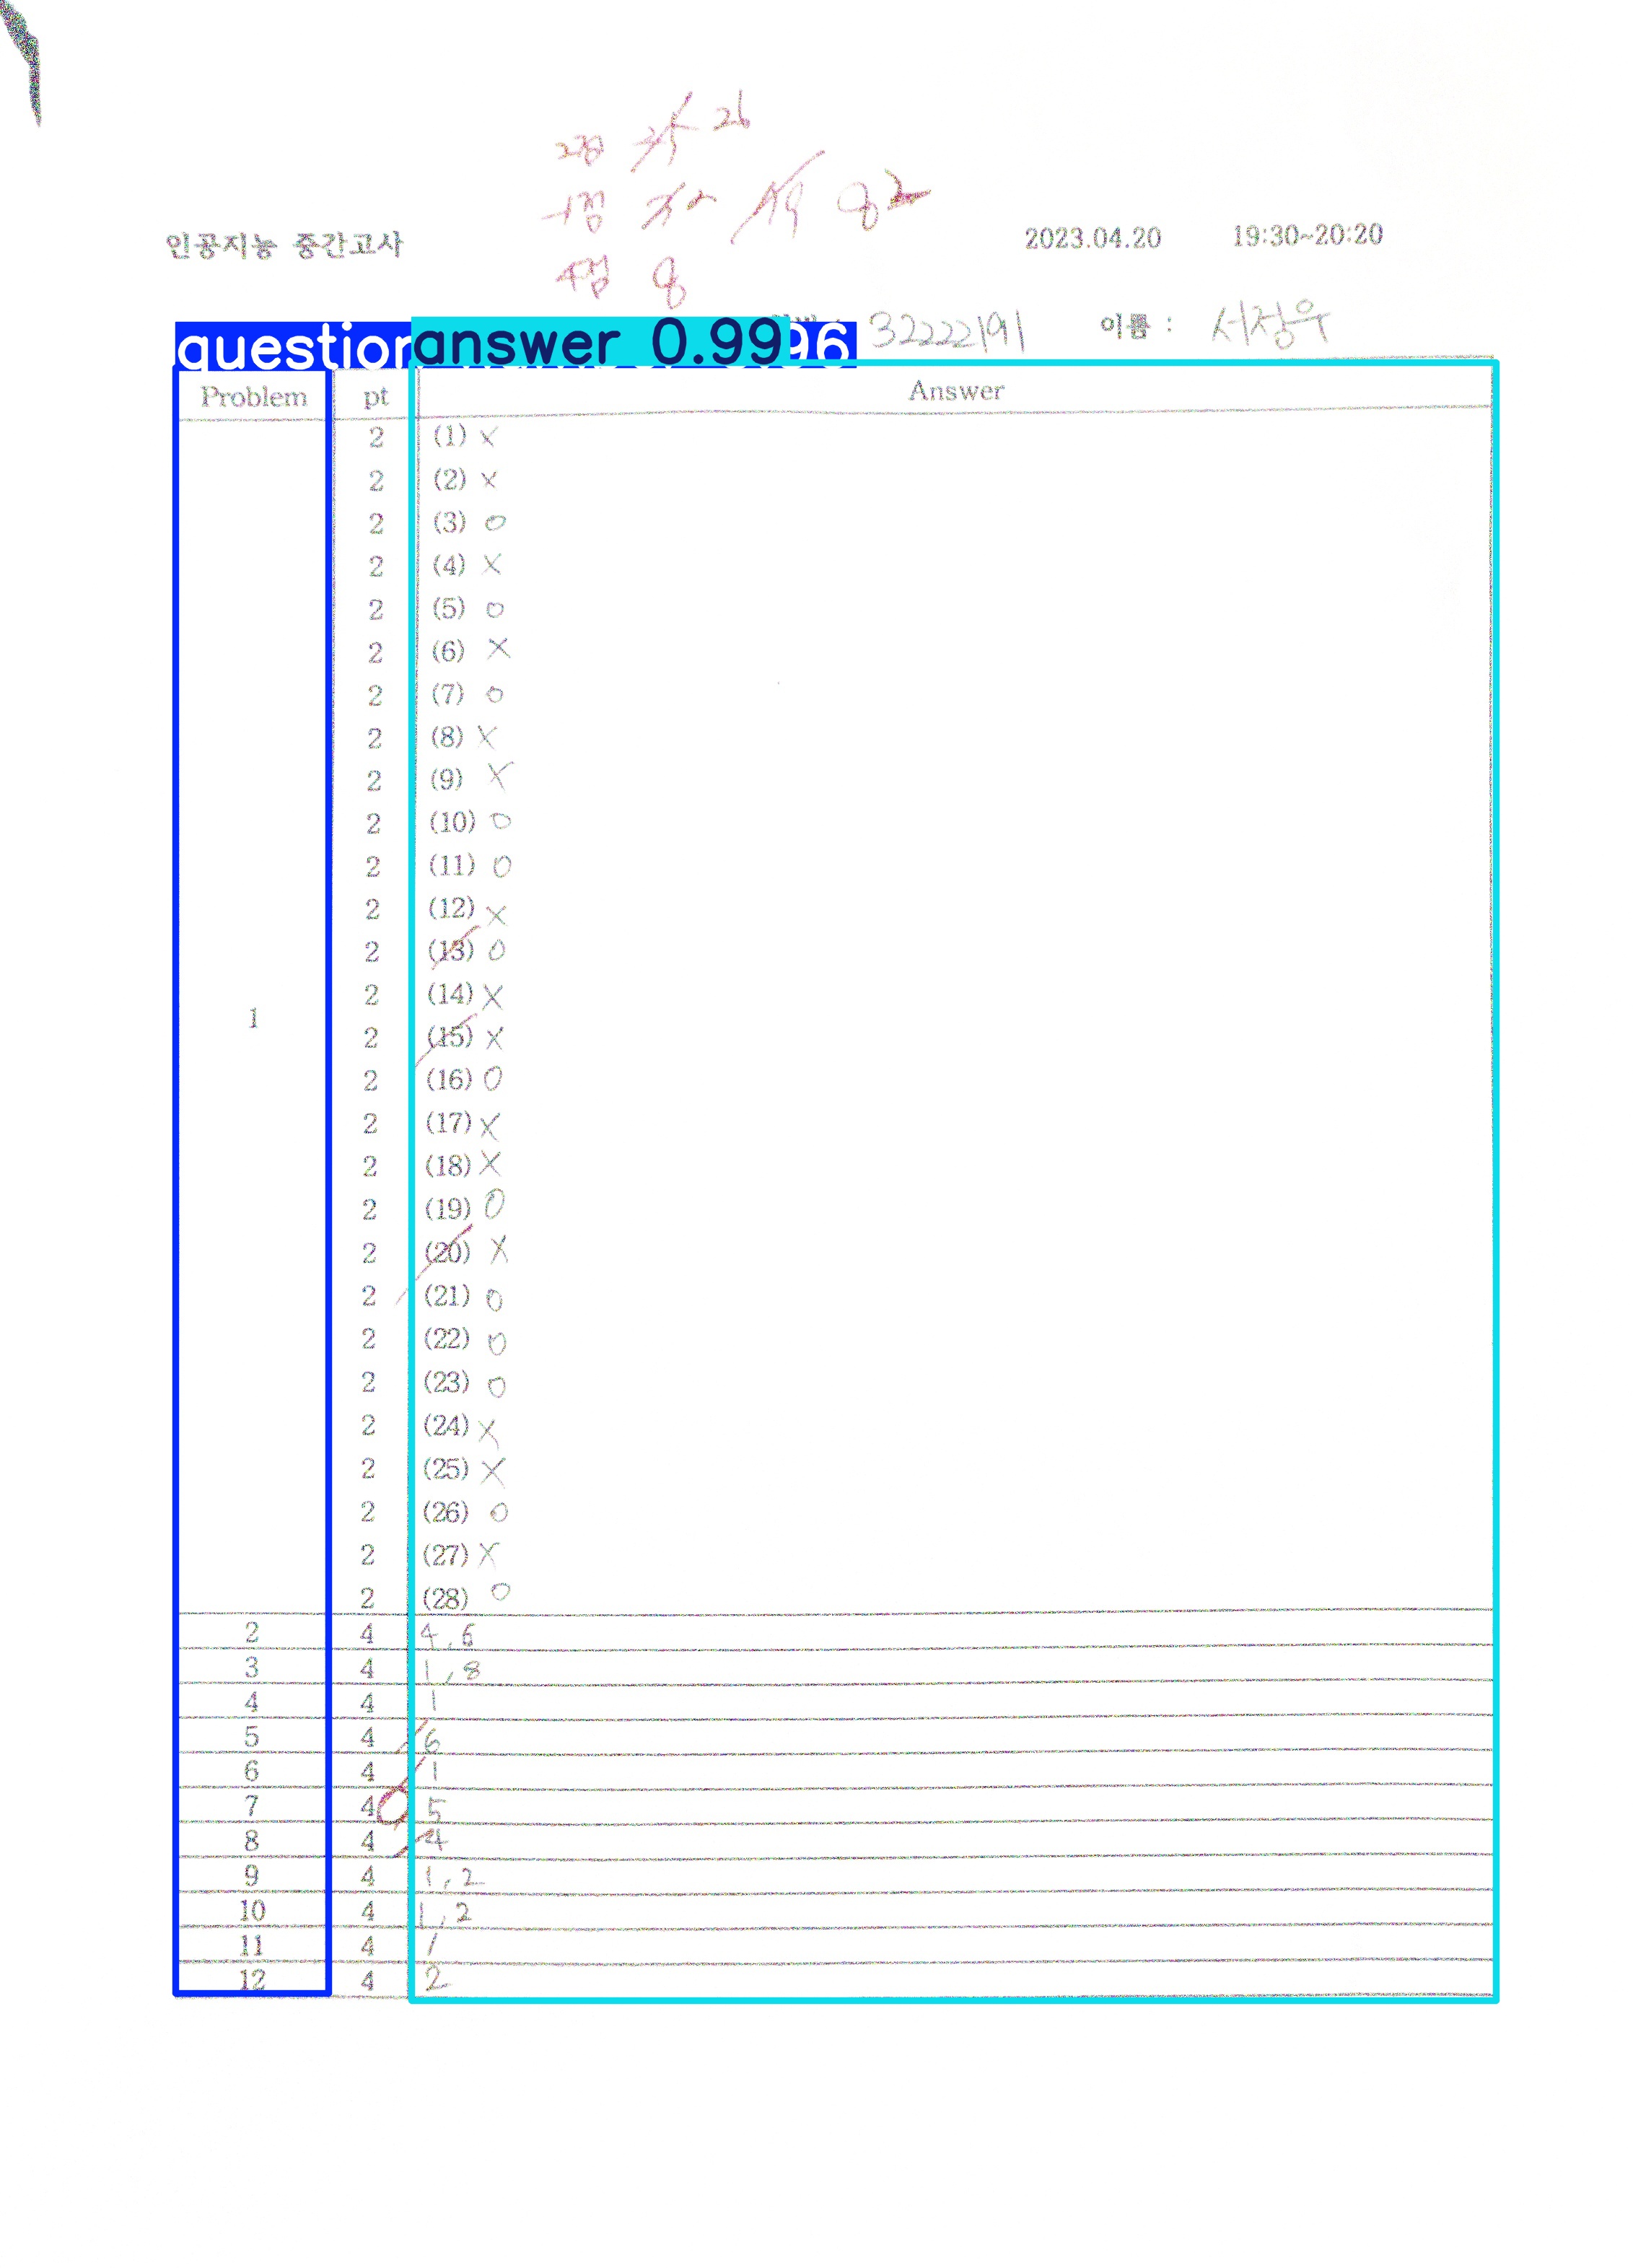 2점 26
인공지능 중간고사 2023.04.20 19:30~20:20
4점 8
32222191 이름 : 서정우
question answer 0.99 96
Problem pt Answer
2 (1) X
2 (2) X
2 (3) O
2 (4) X
2 (5) O
2 (6) X
2 (7) O
2 (8) X
2 (9) X
2 (10) O
2 (11) O
2 (12) X
2 (13) O
2 (14) X
1
2 (15) X
2 (16) O
2 (17) X
2 (18) X
2 (19) O
2 (20) X
2 (21) O
2 (22) O
2 (23) O
2 (24) X
2 (25) X
2 (26) O
2 (27) X
2 (28) O
2 4 4, 6
3 4 1, 8
4 4 1
5 4 6
6 4 1
7 4 5
8 4 4
9 4 1, 2
10 4 1, 2
11 4 1
12 4 2